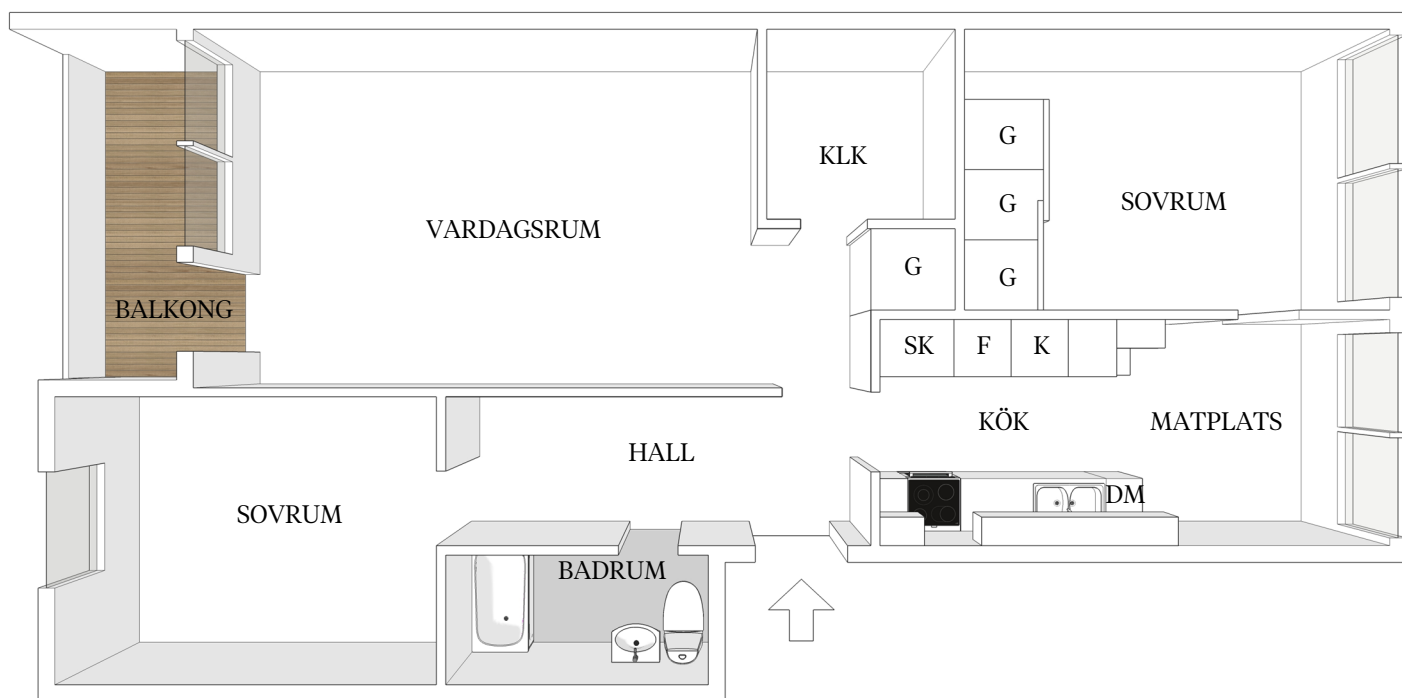 G
KLK
G
SOVRUM
VARDAGSRUM
G
G
BALKONG
SK
F
K
KÖK
MATPLATS
HALL
DM
SOVRUM
BADRUM